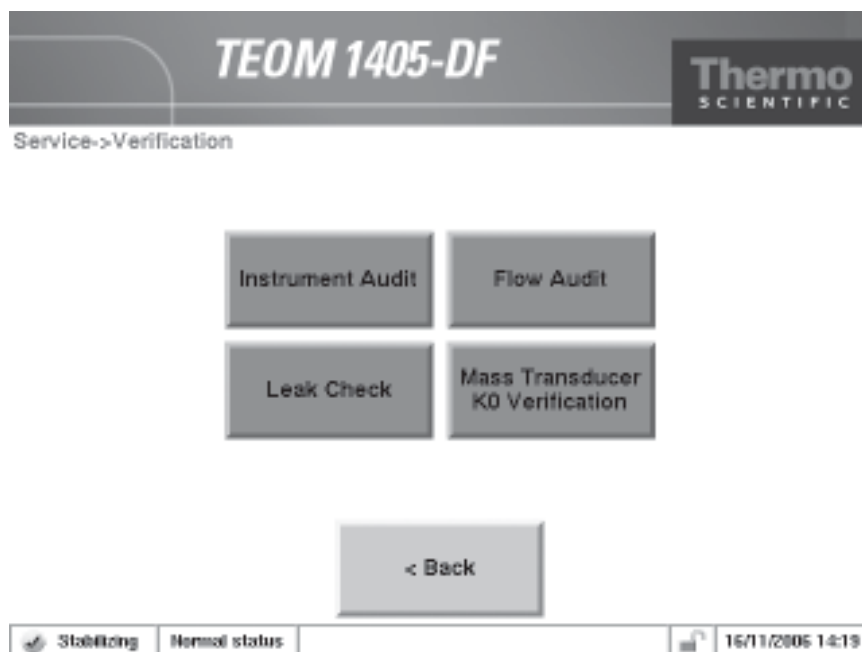 TEOM 1405-DF
Thermo
SCIENTIFIC
Service->Verification
Instrument Audit
Flow Audit
Leak Check
Mass Transducer
K0 Verification
< Back
Stabilizing
Normal status
16/11/2006 14:19